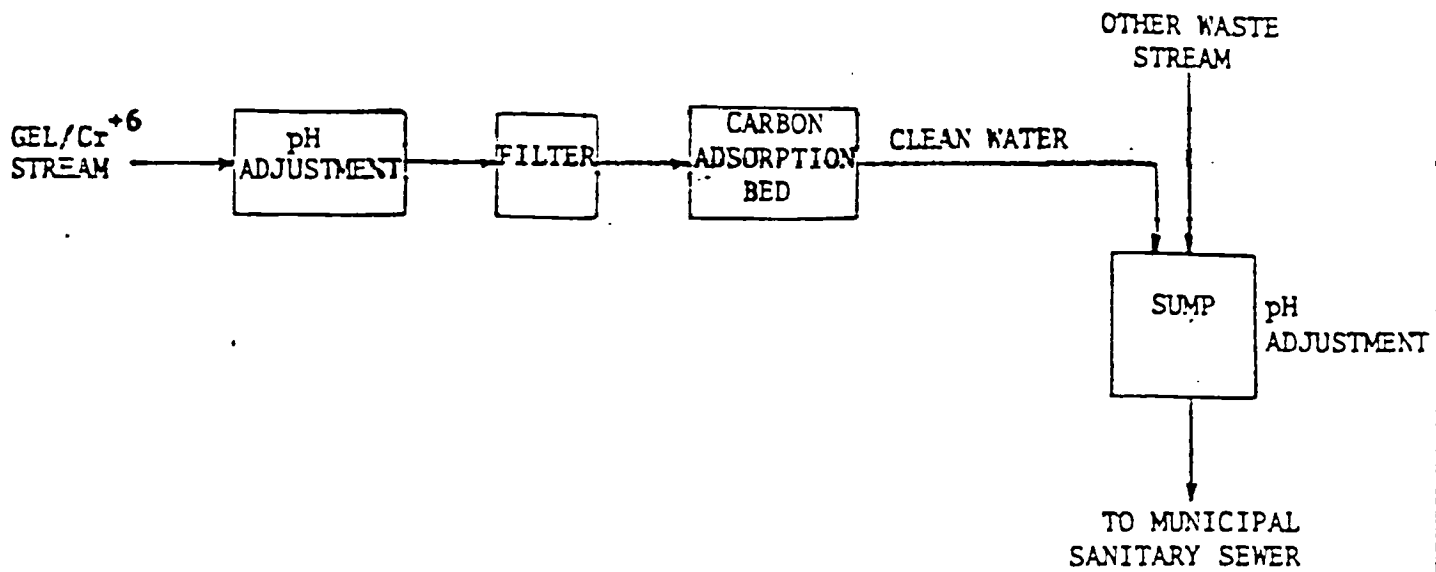 GEL/Cr+6
STREAM
pH
ADJUSTMENT
FILTER
CARBON
ADSORPTION
BED
CLEAN WATER
OTHER WASTE
STREAM
SUMP
pH
ADJUSTMENT
TO MUNICIPAL
SANITARY SEWER